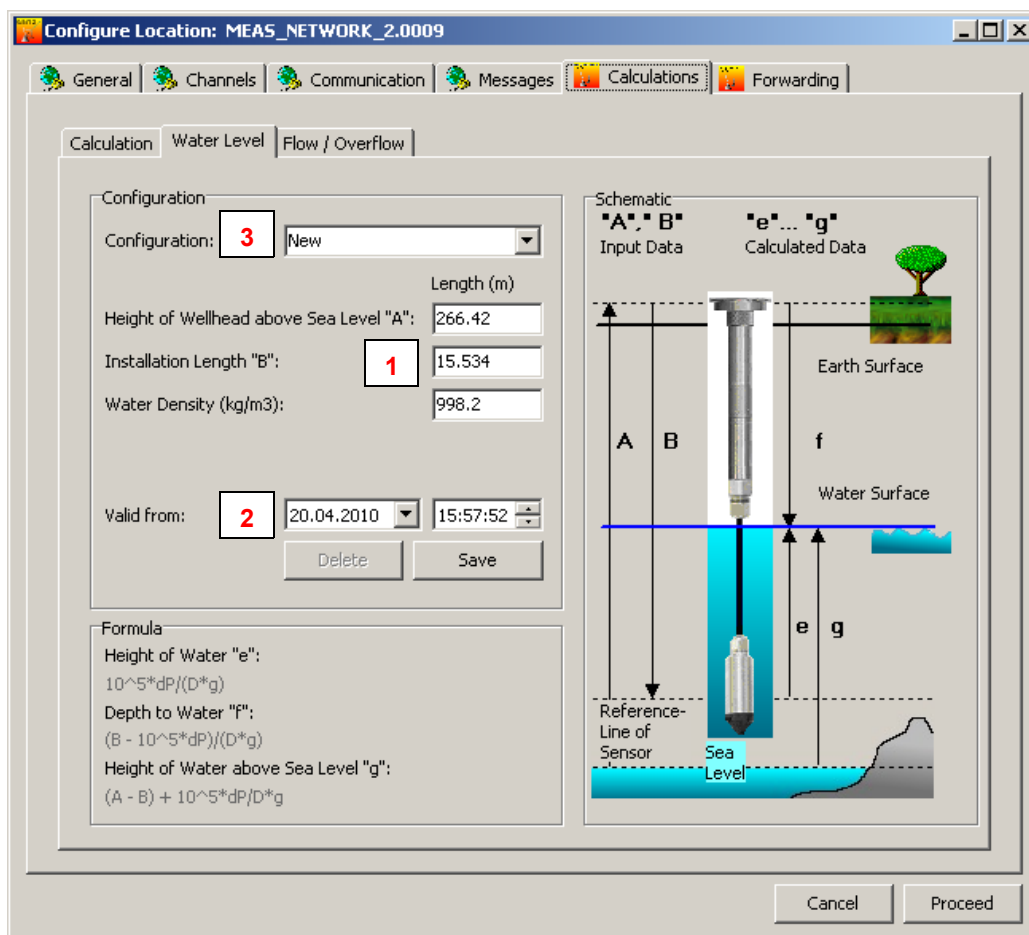 Configure Location: MEAS_NETWORK_2.0009
General Channels Communication Messages Calculations Forwarding
Calculation Water Level Flow / Overflow
Configuration
Configuration: 3 New
Length (m)
Height of Wellhead above Sea Level "A": 266.42
Installation Length "B": 1 15.534
Water Density (kg/m3): 998.2
Valid from: 2 20.04.2010 15:57:52
Delete Save
Formula
Height of Water "e":
10^5*dP/(D*g)
Depth to Water "f":
(B - 10^5*dP)/(D*g)
Height of Water above Sea Level "g":
(A - B) + 10^5*dP/D*g
Schematic
"A"," B" "e"... "g"
Input Data Calculated Data
Earth Surface
A B f
Water Surface
e g
Reference-
Line of
Sensor
Sea
Level
Cancel Proceed